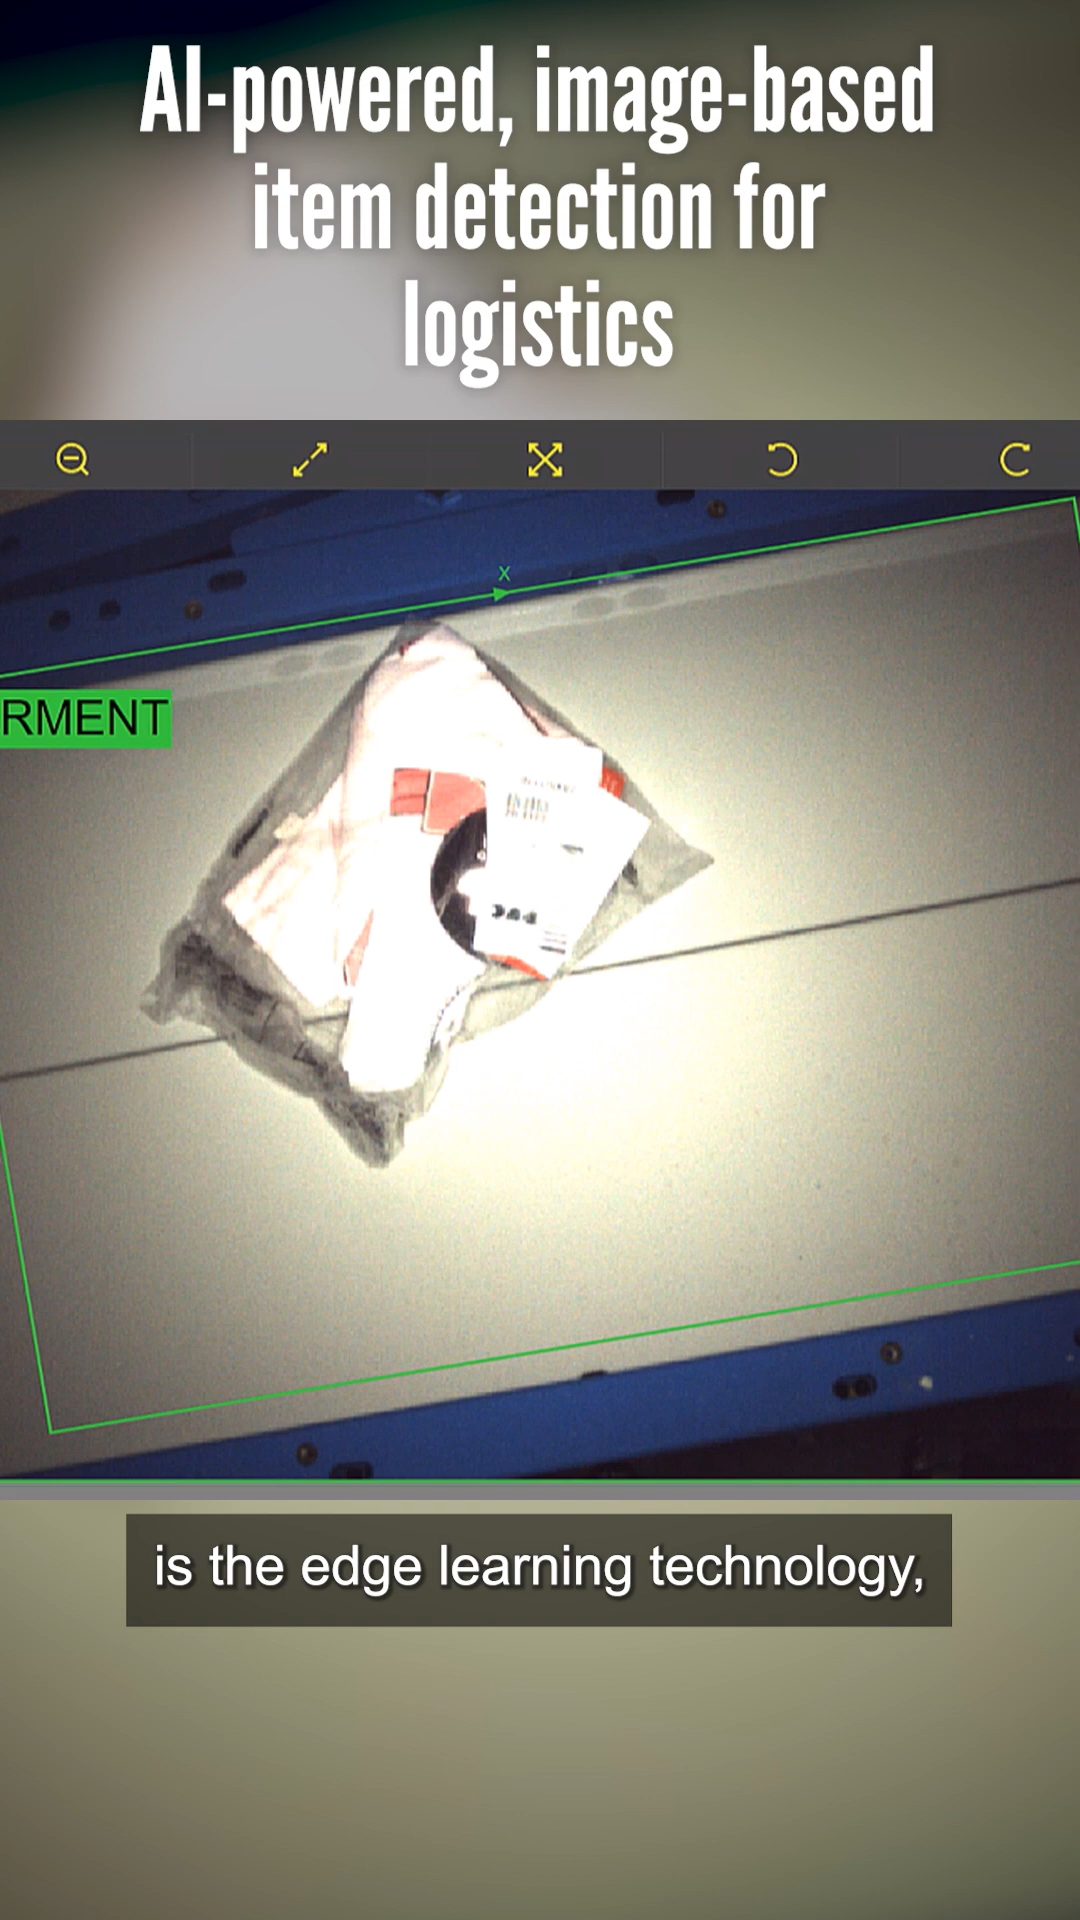 AI-powered, image-based
item detection for
logistics
X
RMENT
is the edge learning technology,